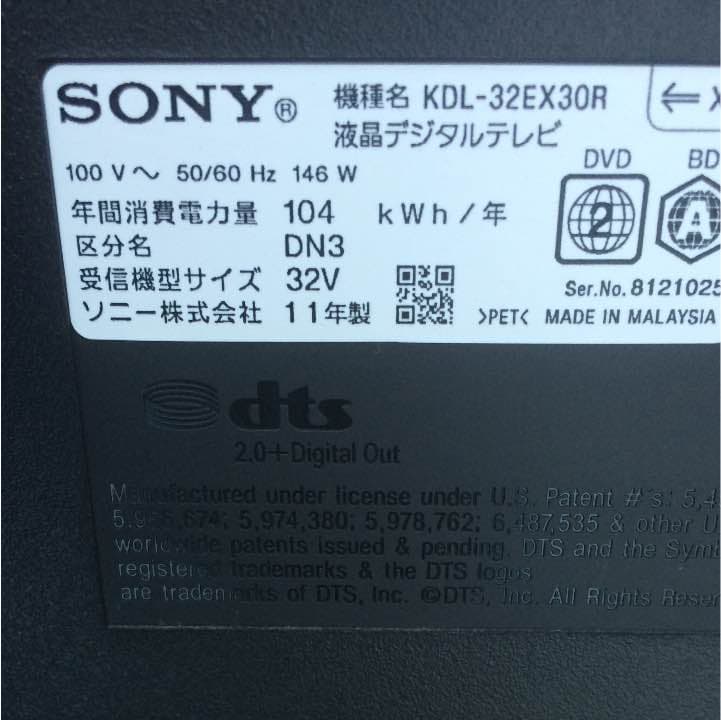 SONY® 機種名 KDL-32EX30R
液晶デジタルテレビ
100 V～ 50/60 Hz 146 W
DVD BD
年間消費電力量 104 kWh/年
2 A
区分名 DN3
受信機型サイズ 32V
Ser.No. 8121025
ソニー株式会社 11年製 >PET< MADE IN MALAYSIA
dts
2.0+Digital Out
Manufactured under license under U.S. Patent #'s: 5,4
5,956,674; 5,974,380; 5,978,762; 6,487,535 & other U
worldwide patents issued & pending. DTS and the Symb
registered trademarks & the DTS logos
are trademarks of DTS, Inc. ©DTS, Inc. All Rights Reser